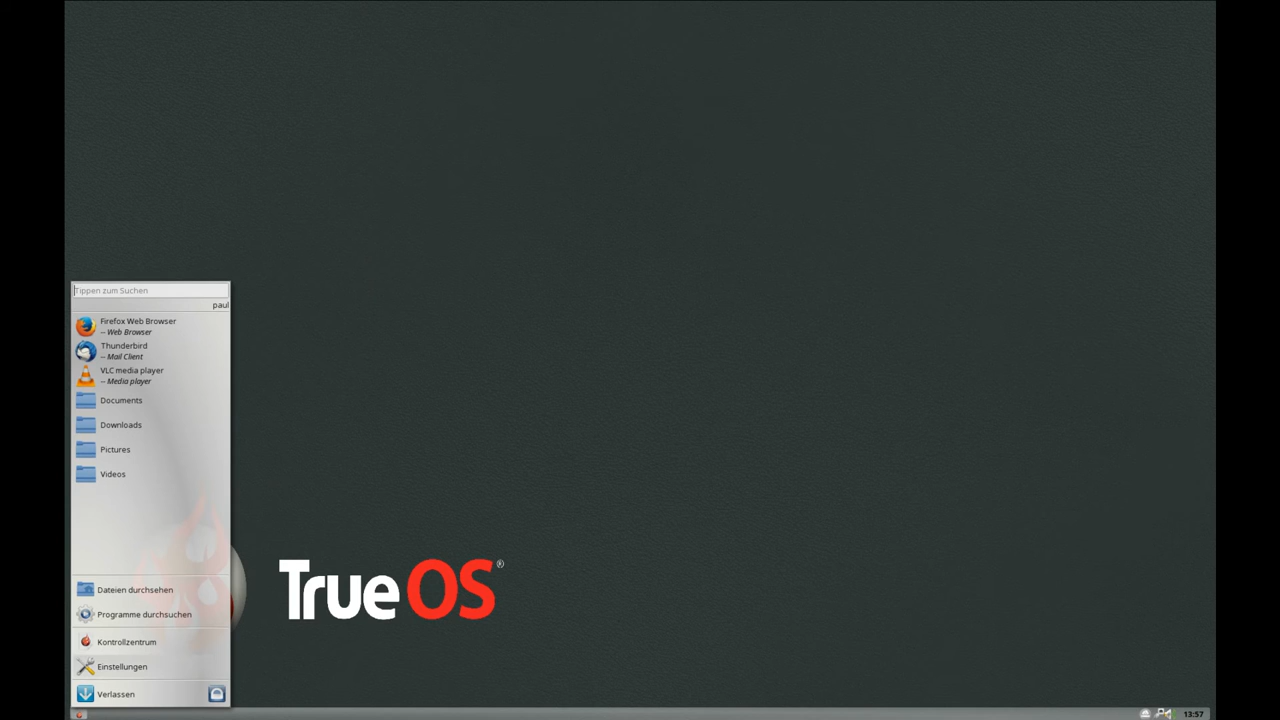 Tippen zum Suchen
paul
Firefox Web Browser
-- Web Browser
Thunderbird
-- Mail Client
VLC media player
-- Media player
Documents
Downloads
Pictures
Videos
Dateien durchsehen
Programme durchsuchen
Kontrollzentrum
Einstellungen
Verlassen
TrueOS®
13:57